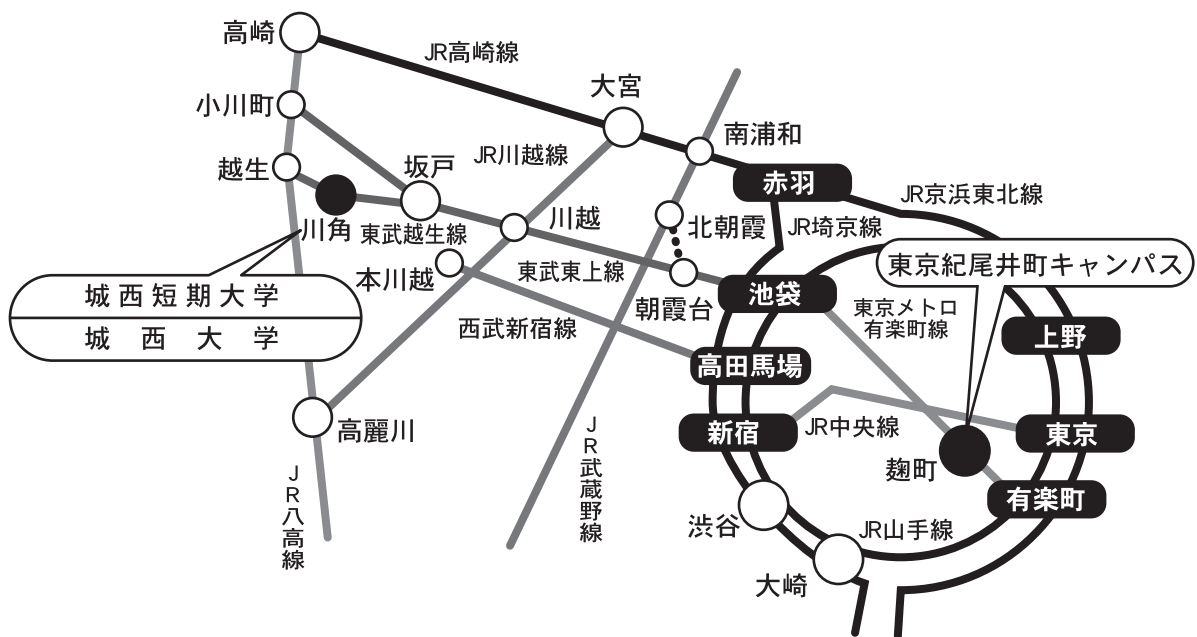 高崎
JR高崎線
大宮
小川町
南浦和
越生
坂戸
JR川越線
赤羽
JR京浜東北線
川角
東武越生線
川越
北朝霞
JR埼京線
本川越
東武東上線
朝霞台
池袋
東京紀尾井町キャンパス
城西短期大学
城西大学
西武新宿線
東京メトロ
有楽町線
上野
高田馬場
高麗川
JR武蔵野線
新宿
JR中央線
東京
麹町
JR八高線
渋谷
有楽町
JR山手線
大崎